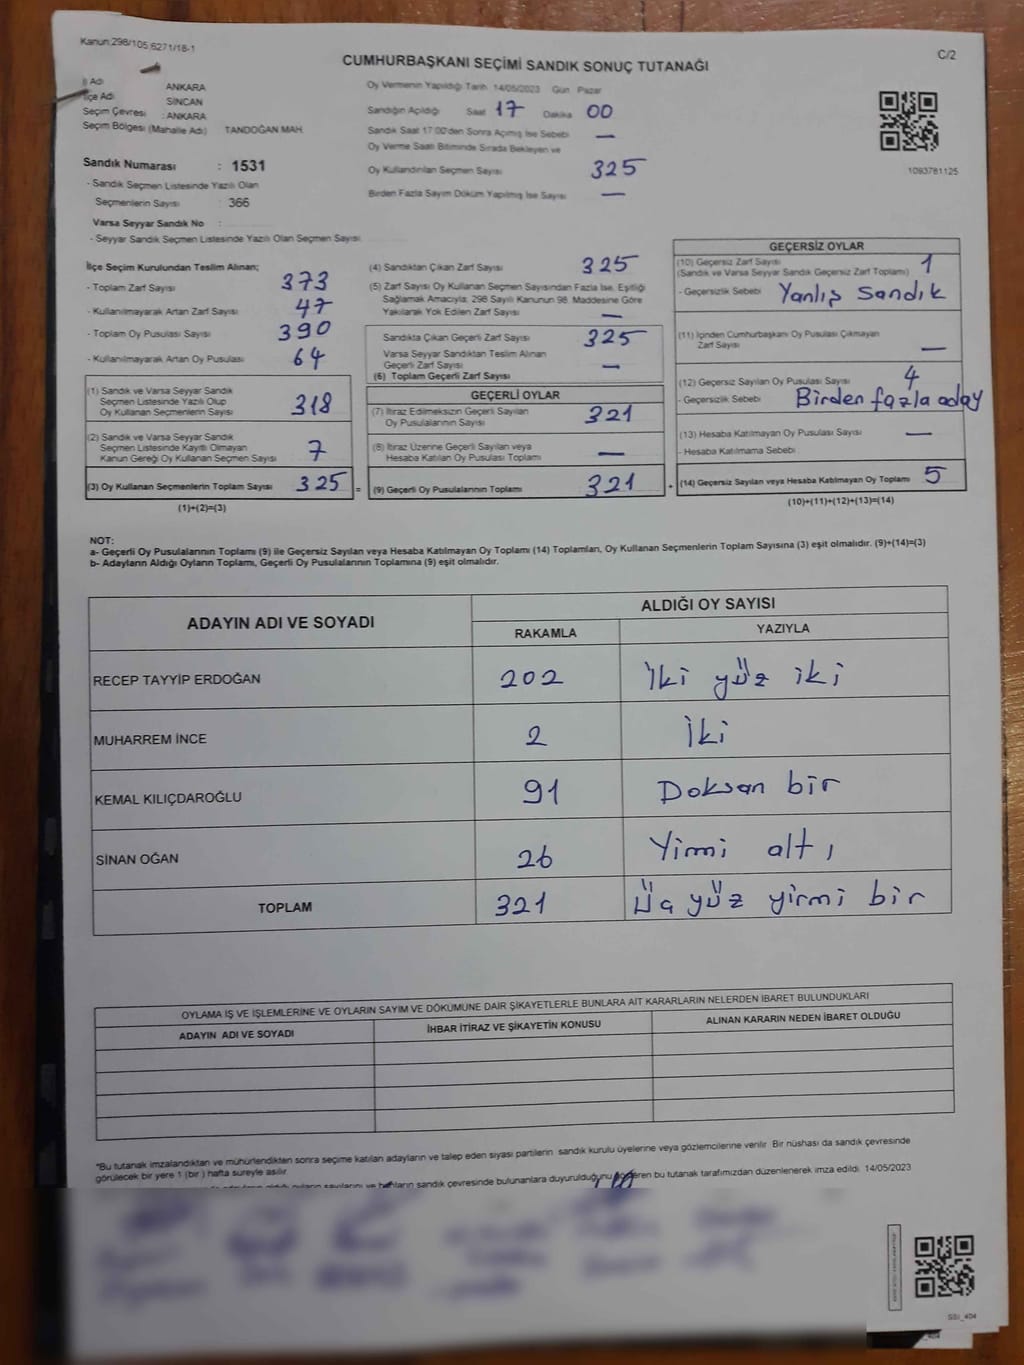 Kanun:298/105;6271/18-1
C/2
CUMHURBAŞKANI SEÇİMİ SANDIK SONUÇ TUTANAĞI
İl Adı ANKARA
İlçe Adı SİNCAN
Seçim Çevresi : ANKARA
Seçim Bölgesi (Mahalle Adı) TANDOĞAN MAH.
Sandık Numarası : 1531
- Sandık Seçmen Listesinde Yazılı Olan
Seçmenlerin Sayısı : 366
Varsa Seyyar Sandık No :
- Seyyar Sandık Seçmen Listesinde Yazılı Olan Seçmen Sayısı
Oy Vermenin Yapıldığı Tarih 14/05/2023 Gün Pazar
Sandığın Açıldığı Saat 17 Dakika 00
Sandık Saat 17:00'den Sonra Açılmış İse Sebebi —
Oy Verme Saati Bitiminde Sırada Bekleyen ve
Oy Kullandırılan Seçmen Sayısı 325
Birden Fazla Sayım Döküm Yapılmış İse Sayısı —
1093781125
İlçe Seçim Kurulundan Teslim Alınan;
- Toplam Zarf Sayısı 373
- Kullanılmayarak Artan Zarf Sayısı 47
- Toplam Oy Pusulası Sayısı 390
- Kullanılmayarak Artan Oy Pusulası 64
(1) Sandık ve Varsa Seyyar Sandık
Seçmen Listesinde Yazılı Olup
Oy Kullanan Seçmenlerin Sayısı 318
(2) Sandık ve Varsa Seyyar Sandık
Seçmen Listesinde Kayıtlı Olmayan
Kanun Gereği Oy Kullanan Seçmen Sayısı 7
(3) Oy Kullanan Seçmenlerin Toplam Sayısı 325 =
(1)+(2)=(3)
(4) Sandıktan Çıkan Zarf Sayısı 325
(5) Zarf Sayısı Oy Kullanan Seçmen Sayısından Fazla İse, Eşitliği
Sağlamak Amacıyla; 298 Sayılı Kanunun 98. Maddesine Göre
Yakılarak Yok Edilen Zarf Sayısı —
Sandıkta Çıkan Geçerli Zarf Sayısı 325
Varsa Seyyar Sandıktan Teslim Alınan
Geçerli Zarf Sayısı —
(6) Toplam Geçerli Zarf Sayısı
GEÇERLİ OYLAR
(7) İtiraz Edilmeksizin Geçerli Sayılan
Oy Pusulalarının Sayısı 321
(8) İtiraz Üzerine Geçerli Sayılan veya
Hesaba Katılan Oy Pusulası Toplamı —
(9) Geçerli Oy Pusulalarının Toplamı 321 +
GEÇERSİZ OYLAR
(10) Geçersiz Zarf Sayısı
(Sandık ve Varsa Seyyar Sandık Geçersiz Zarf Toplamı) 1
- Geçersizlik Sebebi Yanlış Sandık
(11) İçinden Cumhurbaşkanı Oy Pusulası Çıkmayan
Zarf Sayısı —
(12) Geçersiz Sayılan Oy Pusulası Sayısı 4
- Geçersizlik Sebebi Birden fazla aday
(13) Hesaba Katılmayan Oy Pusulası Sayısı —
- Hesaba Katılmama Sebebi
(14) Geçersiz Sayılan veya Hesaba Katılmayan Oy Toplamı 5
(10)+(11)+(12)+(13)=(14)
NOT:
a- Geçerli Oy Pusulalarının Toplamı (9) ile Geçersiz Sayılan veya Hesaba Katılmayan Oy Toplamı (14) Toplamları, Oy Kullanan Seçmenlerin Toplam Sayısına (3) eşit olmalıdır. (9)+(14)=(3)
b- Adayların Aldığı Oyların Toplamı, Geçerli Oy Pusulalarının Toplamına (9) eşit olmalıdır.
ADAYIN ADI VE SOYADI
ALDIĞI OY SAYISI
RAKAMLA YAZIYLA
RECEP TAYYİP ERDOĞAN 202 İki yüz iki
MUHARREM İNCE 2 İki
KEMAL KILIÇDAROĞLU 91 Doksan bir
SİNAN OĞAN 26 Yirmi altı
TOPLAM 321 Üç yüz yirmi bir
OYLAMA İŞ VE İŞLEMLERİNE VE OYLARIN SAYIM VE DÖKÜMÜNE DAİR ŞİKAYETLERLE BUNLARA AİT KARARLARIN NELERDEN İBARET BULUNDUKLARI
ADAYIN ADI VE SOYADI İHBAR İTİRAZ VE ŞİKAYETİN KONUSU ALINAN KARARIN NEDEN İBARET OLDUĞU
*Bu tutanak imzalandıktan ve mühürlendikten sonra seçime katılan adayların ve talep eden siyasi partilerin sandık kurulu üyelerine veya gözlemcilerine verilir. Bir nüshası da sandık çevresinde
görülecek bir yere 1 (bir) hafta süreyle asılır.
sandık çevresinde bulunanlara duyurulduğunu gösteren bu tutanak tarafımızdan düzenlenerek imza edildi. 14/05/2023
SSI_404